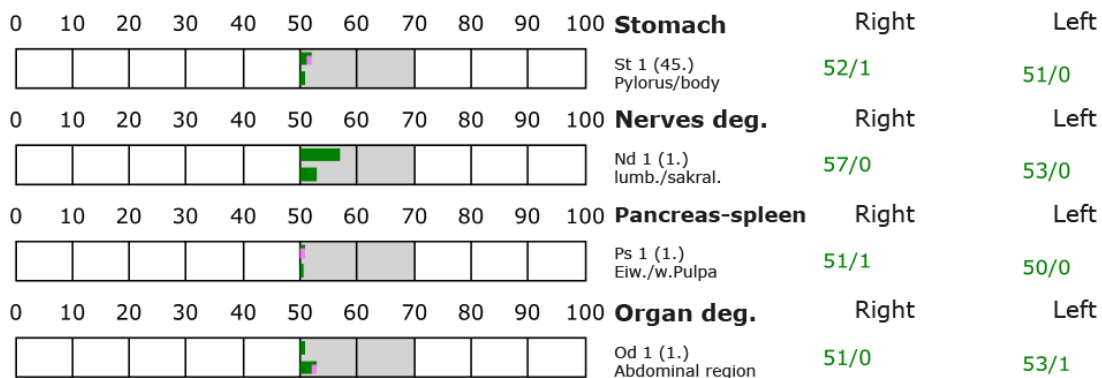 0 10 20 30 40 50 60 70 80 90 100 Stomach Right Left
St 1 (45.) 52/1 51/0
Pylorus/body
0 10 20 30 40 50 60 70 80 90 100 Nerves deg. Right Left
Nd 1 (1.) 57/0 53/0
lumb./sakral.
0 10 20 30 40 50 60 70 80 90 100 Pancreas-spleen Right Left
Ps 1 (1.) 51/1 50/0
Eiw./w.Pulpa
0 10 20 30 40 50 60 70 80 90 100 Organ deg. Right Left
Od 1 (1.) 51/0 53/1
Abdominal region